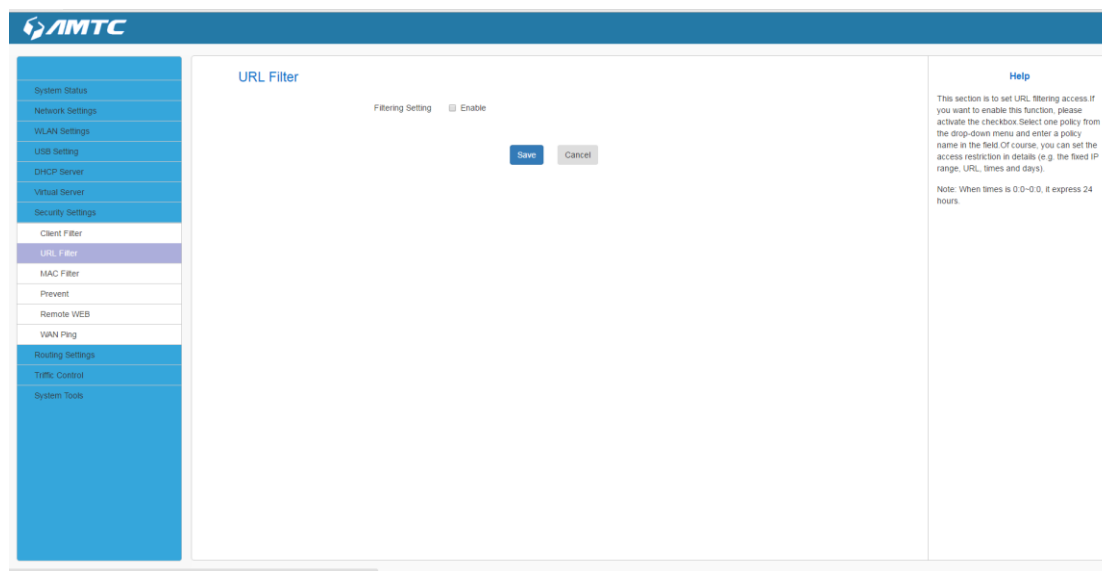 AMTC
System Status
Network Settings
WLAN Settings
USB Setting
DHCP Server
Virtual Server
Security Settings
Client Filter
URL Filter
MAC Filter
Prevent
Remote WEB
WAN Ping
Routing Settings
Triffic Control
System Tools
URL Filter
Filtering Setting Enable
Save Cancel
Help
This section is to set URL filtering access.If
you want to enable this function, please
activate the checkbox.Select one policy from
the drop-down menu and enter a policy
name in the field.Of course, you can set the
access restriction in details (e.g. the fixed IP
range, URL, times and days).
Note: When times is 0:0~0:0, it express 24
hours.